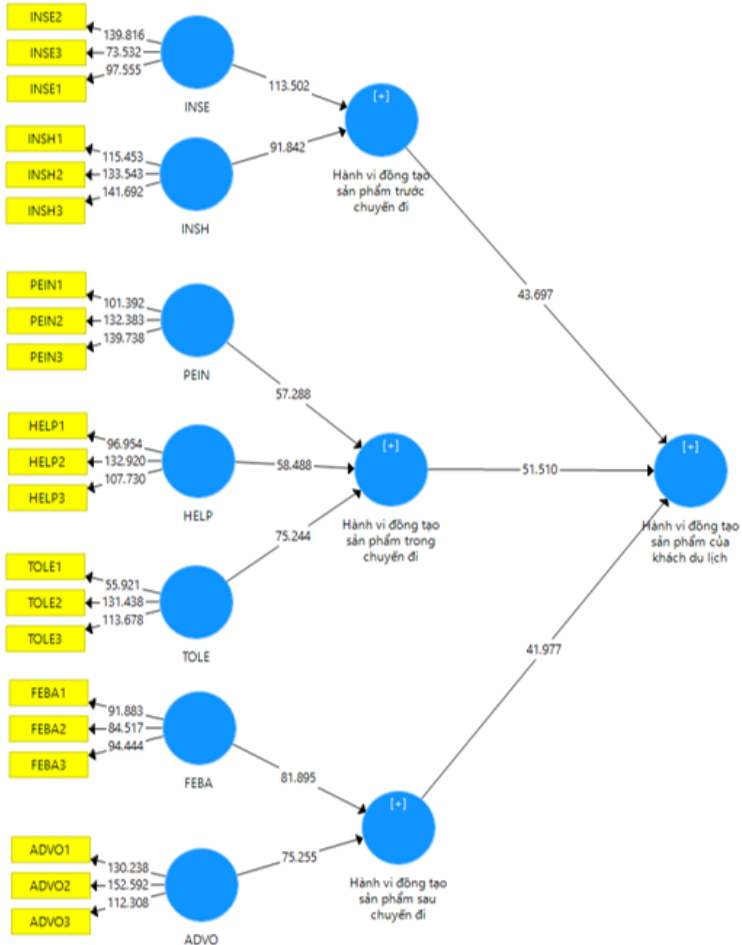 INSE2
139.816
INSE3
73.532
97.555
INSE1
INSE
113.502
[+]
INSH1
115.453
INSH2
133.543
141.692
INSH3
INSH
91.842
Hành vi đồng tạo
sản phẩm trước
chuyến đi
43.697
PEIN1
101.392
PEIN2
132.383
139.738
PEIN3
PEIN
57.288
HELP1
96.954
HELP2
132.920
107.730
HELP3
HELP
58.488
[+]
Hành vi đồng tạo
sản phẩm trong
chuyến đi
51.510
[+]
Hành vi đồng tạo
sản phẩm của
khách du lịch
75.244
TOLE1
55.921
TOLE2
131.438
113.678
TOLE3
TOLE
41.977
FEBA1
91.883
FEBA2
84.517
94.444
FEBA3
FEBA
81.895
[+]
ADVO1
130.238
ADVO2
152.592
112.308
ADVO3
ADVO
75.255
Hành vi đồng tạo
sản phẩm sau
chuyến đi